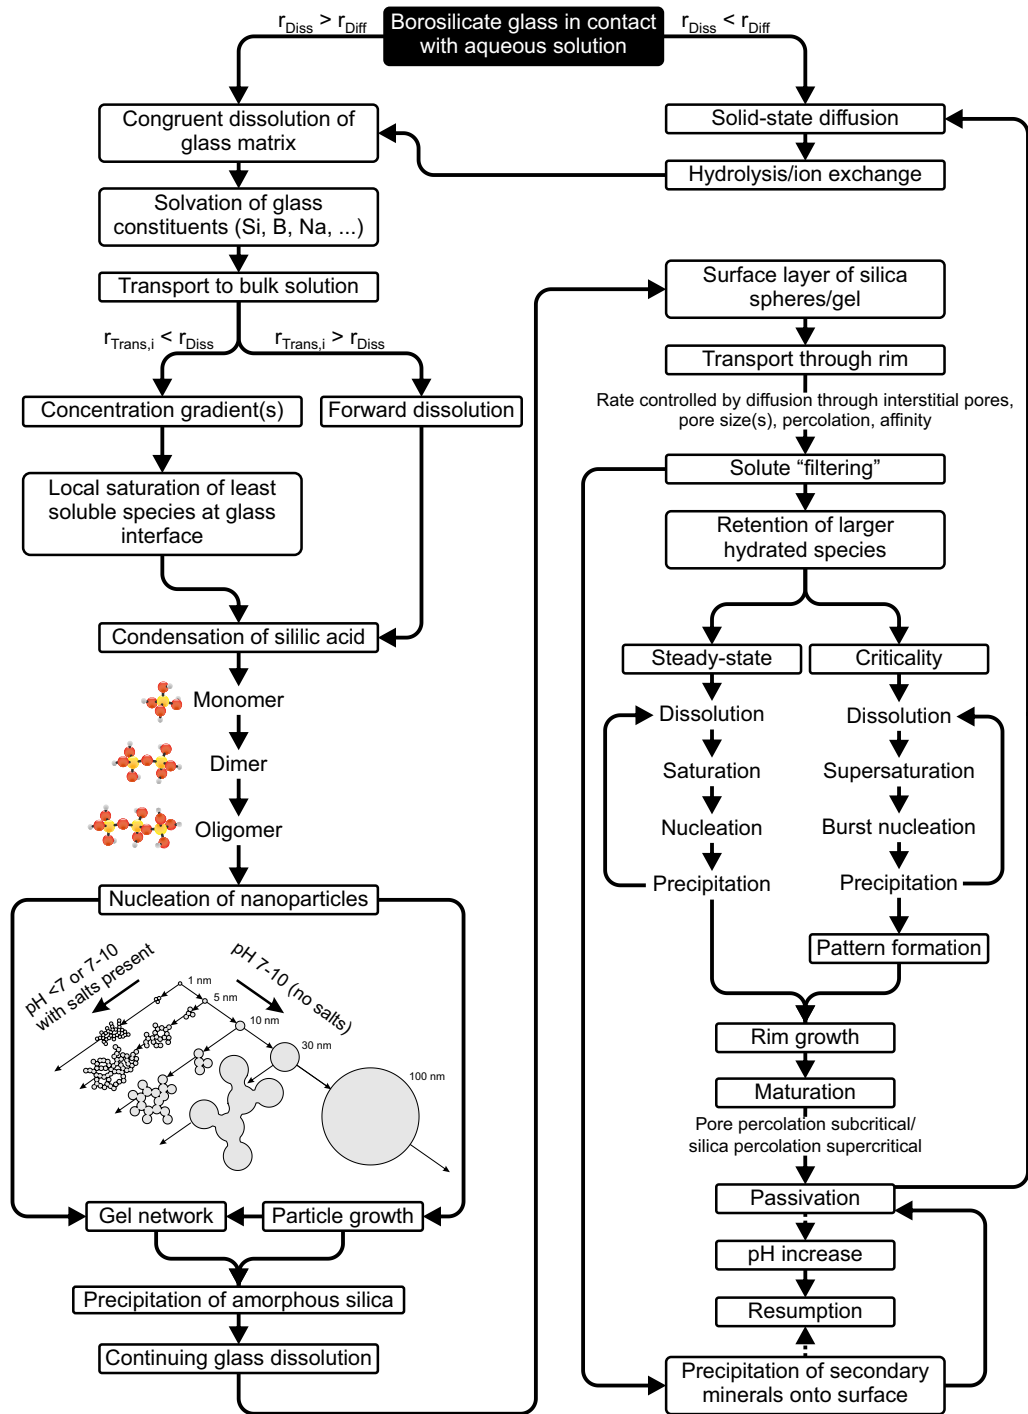 r_Diss > r_Diff
Borosilicate glass in contact
with aqueous solution
r_Diss < r_Diff
Congruent dissolution of
glass matrix
Solvation of glass
constituents (Si, B, Na, ...)
Transport to bulk solution
r_Trans,i < r_Diss
r_Trans,i > r_Diss
Concentration gradient(s)
Forward dissolution
Local saturation of least
soluble species at glass
interface
Condensation of sililic acid
Monomer
Dimer
Oligomer
Nucleation of nanoparticles
pH <7 or 7-10
with salts present
pH 7-10 (no salts)
1 nm
5 nm
10 nm
30 nm
100 nm
Gel network
Particle growth
Precipitation of amorphous silica
Continuing glass dissolution
Solid-state diffusion
Hydrolysis/ion exchange
Surface layer of silica
spheres/gel
Transport through rim
Rate controlled by diffusion through interstitial pores,
pore size(s), percolation, affinity
Solute “filtering”
Retention of larger
hydrated species
Steady-state
Dissolution
Saturation
Nucleation
Precipitation
Criticality
Dissolution
Supersaturation
Burst nucleation
Precipitation
Pattern formation
Rim growth
Maturation
Pore percolation subcritical/
silica percolation supercritical
Passivation
pH increase
Resumption
Precipitation of secondary
minerals onto surface